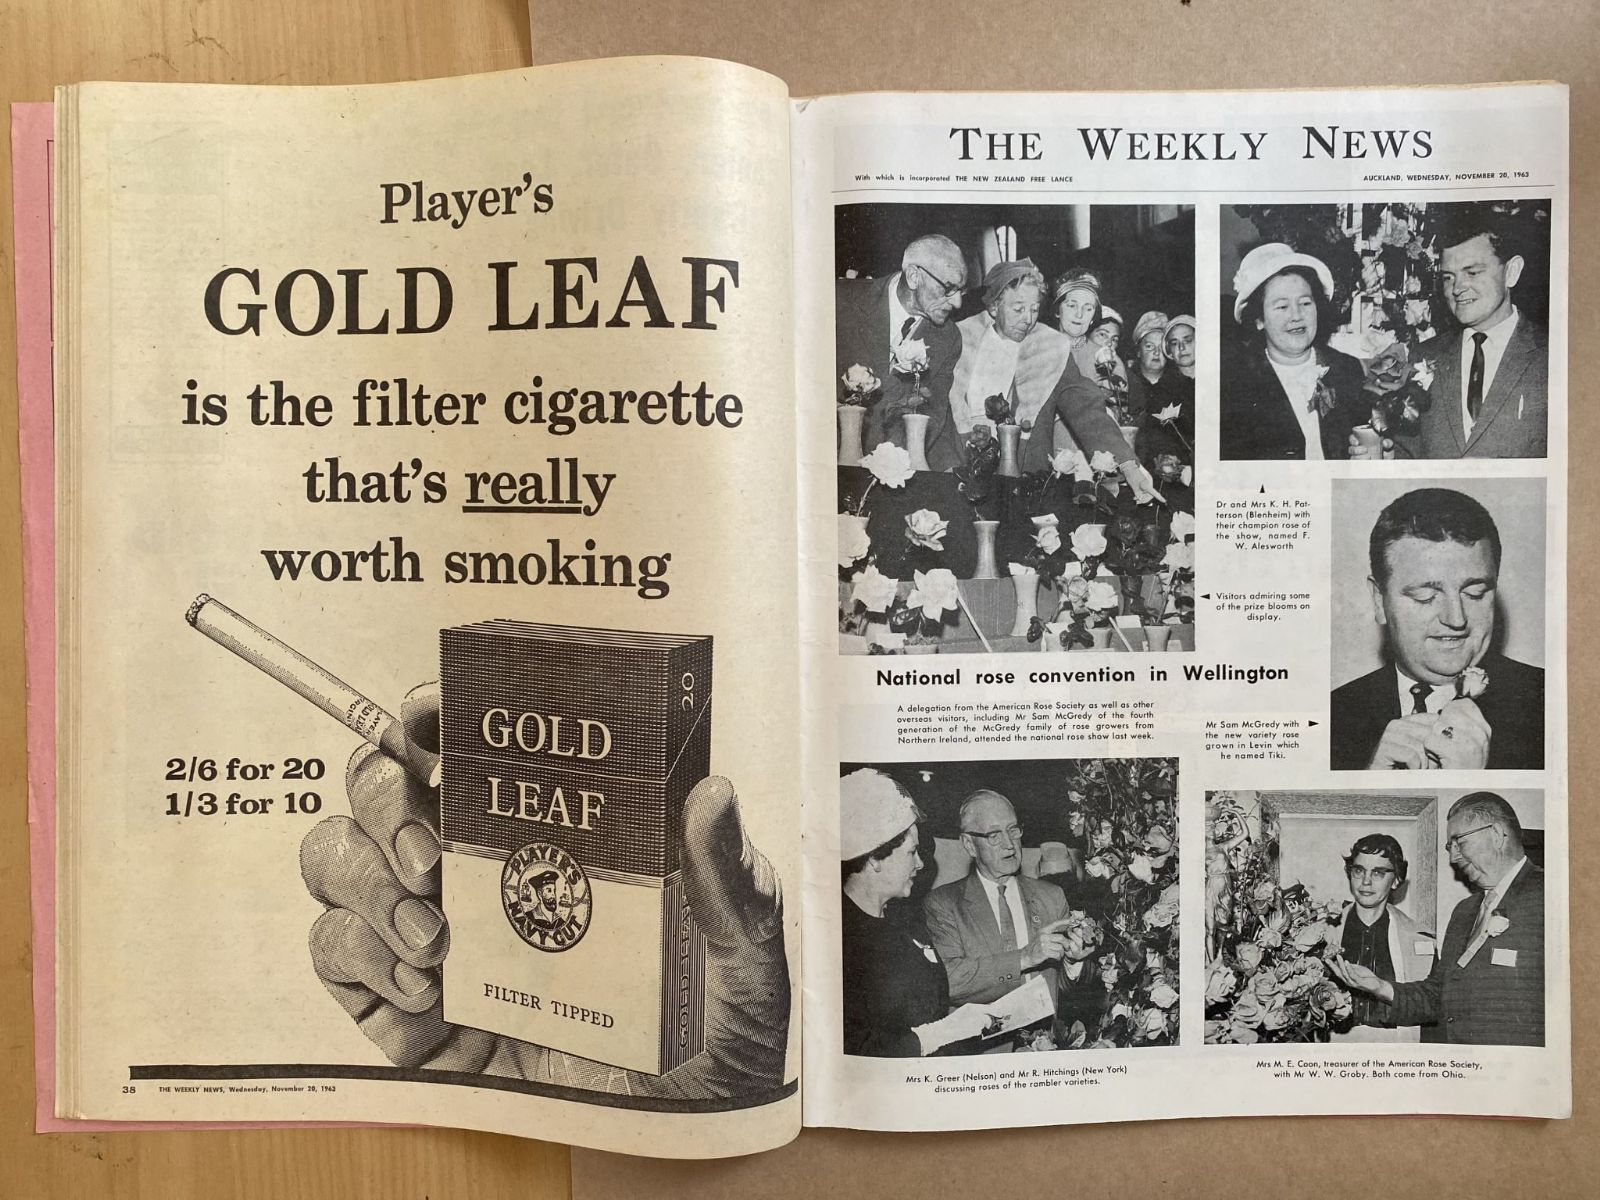 Player's
GOLD LEAF
is the filter cigarette
that's really
worth smoking
PLAYER'S
GOLD LEAF
VIRGINIA
2/6 for 20
1/3 for 10
20
GOLD
LEAF
PLAYER'S
NAVY CUT
FILTER TIPPED
GOLD LEAF
38 THE WEEKLY NEWS, Wednesday, November 20, 1963
THE WEEKLY NEWS
With which is incorporated THE NEW ZEALAND FREE LANCE
AUCKLAND, WEDNESDAY, NOVEMBER 20, 1963
Dr and Mrs K. H. Pat-
terson (Blenheim) with
their champion rose of
the show, named F.
W. Alesworth
Visitors admiring some
of the prize blooms on
display.
National rose convention in Wellington
A delegation from the American Rose Society as well as other
overseas visitors, including Mr Sam McGredy of the fourth
generation of the McGredy family of rose growers from
Northern Ireland, attended the national rose show last week.
Mr Sam McGredy with
the new variety rose
grown in Levin which
he named Tiki.
Mrs K. Greer (Nelson) and Mr R. Hitchings (New York)
discussing roses of the rambler varieties.
Mrs M. E. Coon, treasurer of the American Rose Society,
with Mr W. W. Groby. Both come from Ohio.